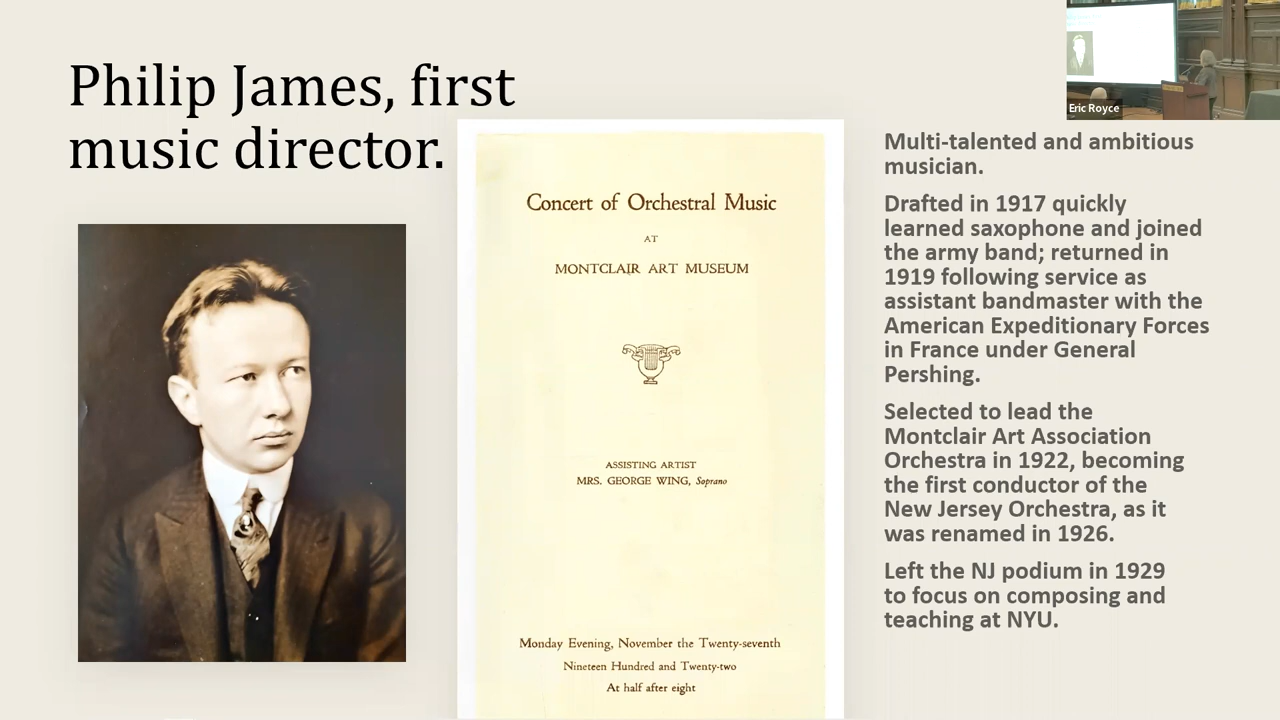 Philip James, first
music director.
Eric Royce
Concert of Orchestral Music
AT
MONTCLAIR ART MUSEUM
ASSISTING ARTIST
MRS. GEORGE WING, Soprano
Monday Evening, November the Twenty-seventh
Nineteen Hundred and Twenty-two
At half after eight
Multi-talented and ambitious
musician.
Drafted in 1917 quickly
learned saxophone and joined
the army band; returned in
1919 following service as
assistant bandmaster with the
American Expeditionary Forces
in France under General
Pershing.
Selected to lead the
Montclair Art Association
Orchestra in 1922, becoming
the first conductor of the
New Jersey Orchestra, as it
was renamed in 1926.
Left the NJ podium in 1929
to focus on composing and
teaching at NYU.